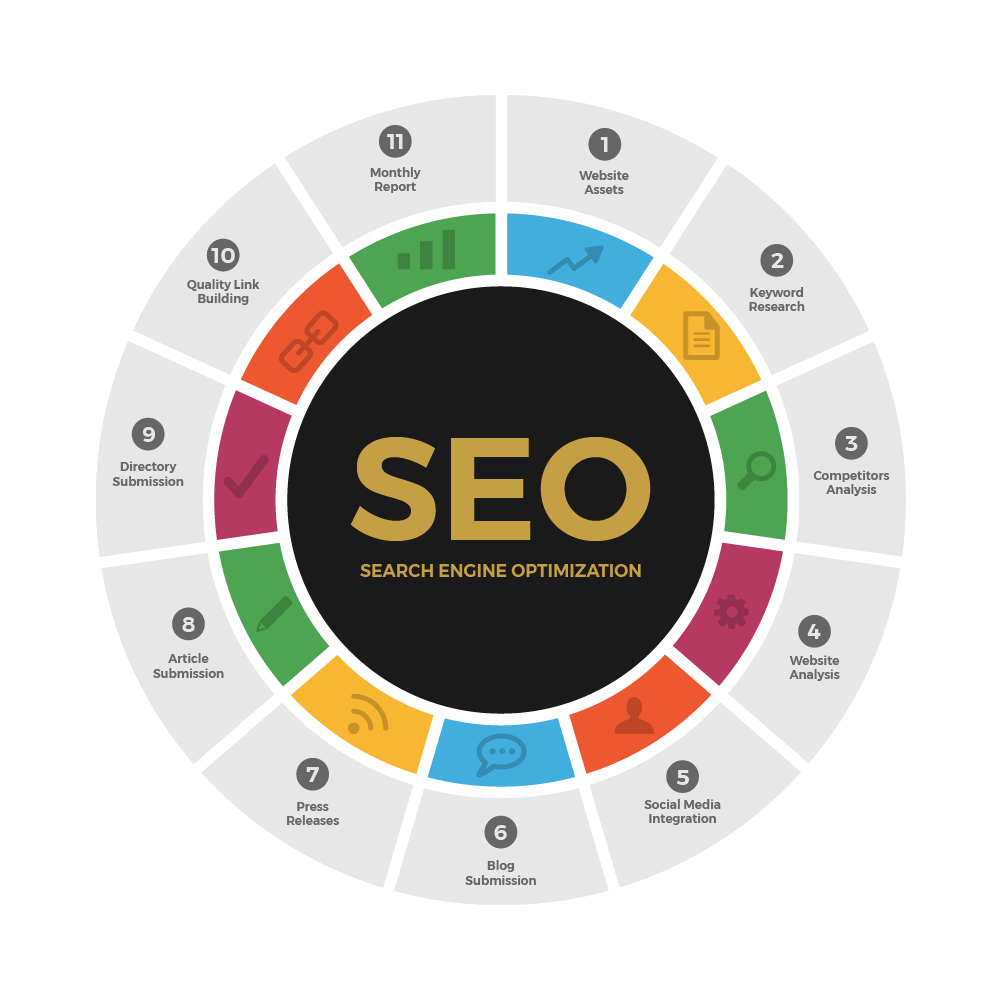 SEO
SEARCH ENGINE OPTIMIZATION
1
Website
Assets
2
Keyword
Research
3
Competitors
Analysis
4
Website
Analysis
5
Social Media
Integration
6
Blog
Submission
7
Press
Releases
8
Article
Submission
9
Directory
Submission
10
Quality Link
Building
11
Monthly
Report